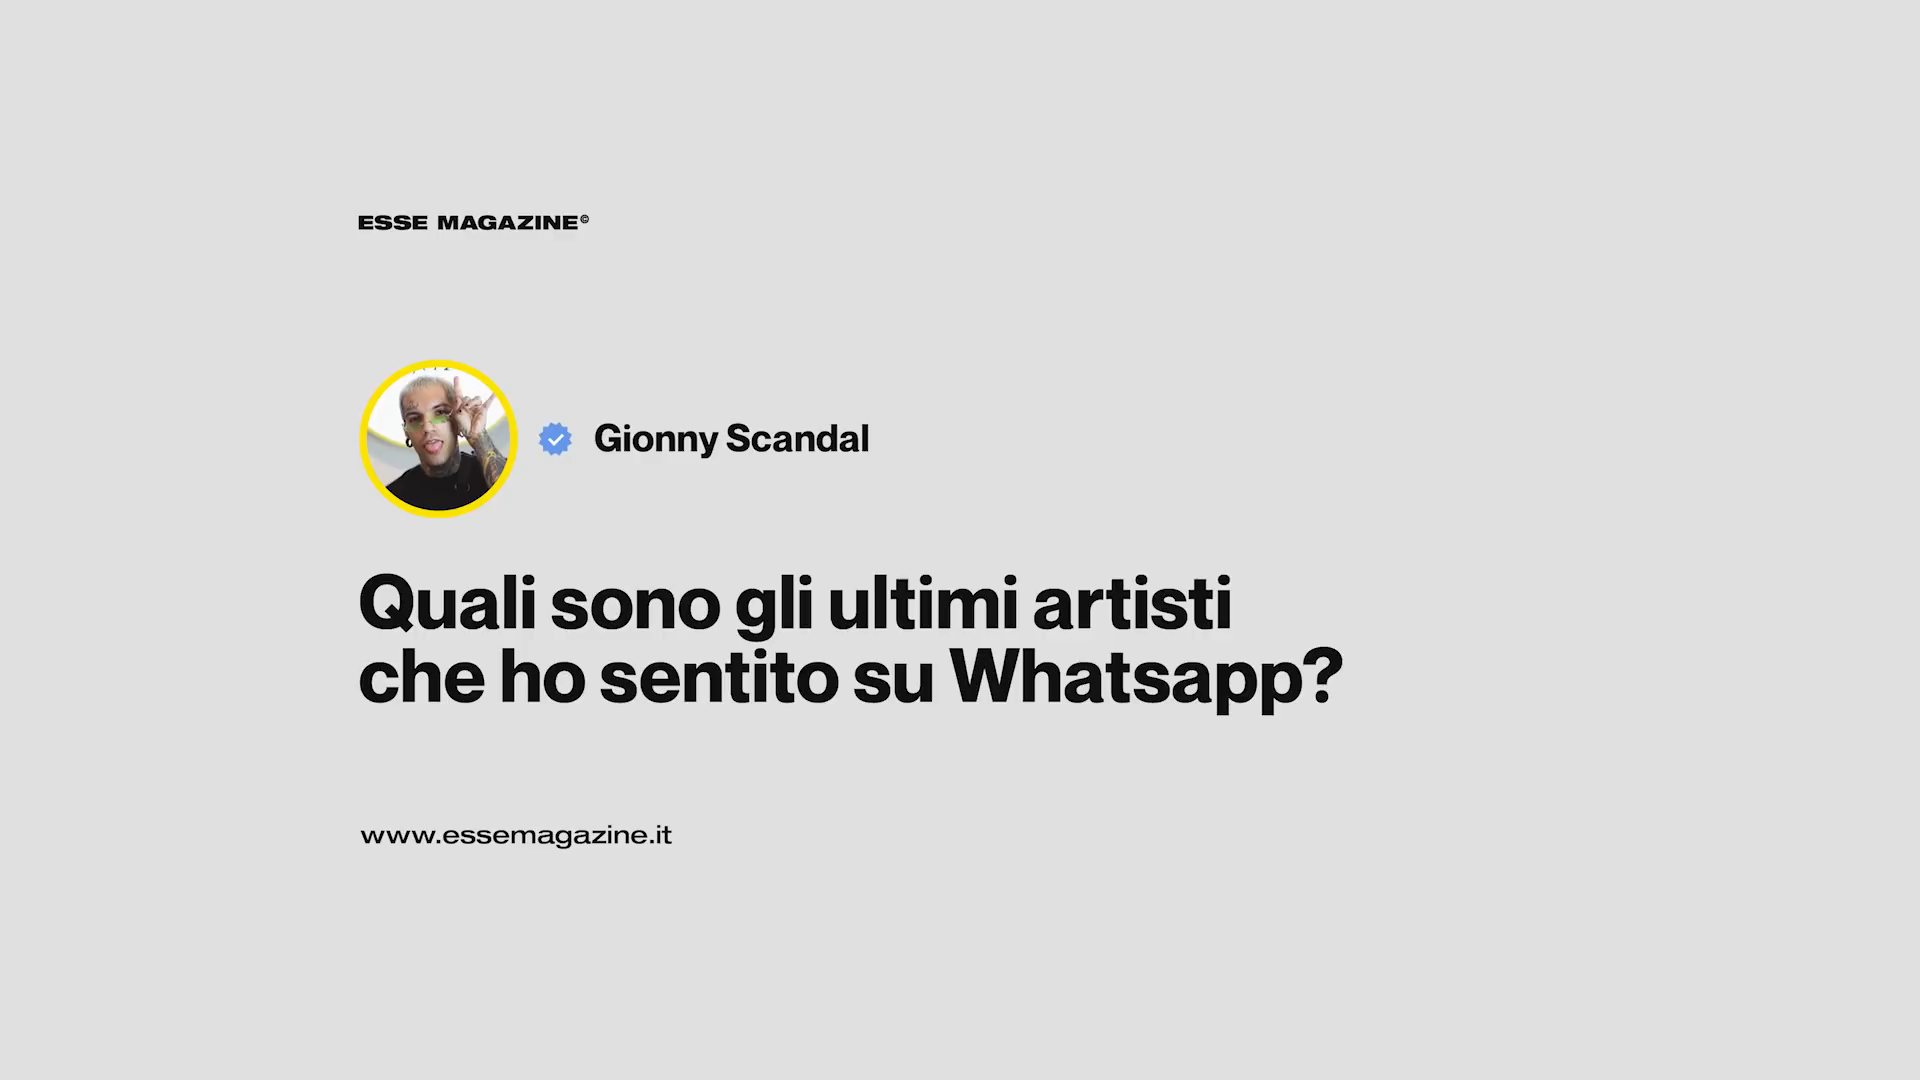 ESSE MAGAZINE©
Gionny Scandal
Quali sono gli ultimi artisti
che ho sentito su Whatsapp?
www.essemagazine.it